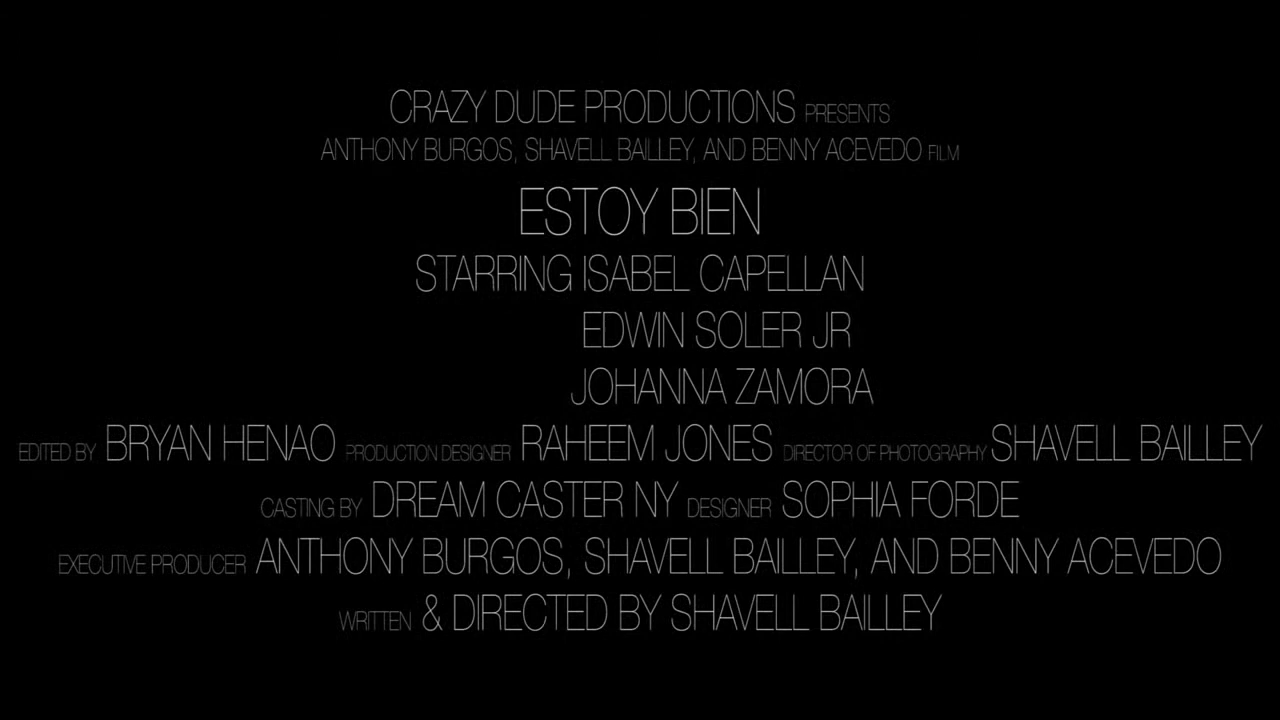 CRAZY DUDE PRODUCTIONS PRESENTS
ANTHONY BURGOS, SHAVELL BAILLEY, AND BENNY ACEVEDO FILM
ESTOY BIEN
STARRING ISABEL CAPELLAN
EDWIN SOLER JR
JOHANNA ZAMORA
EDITED BY BRYAN HENAO PRODUCTION DESIGNER RAHEEM JONES DIRECTOR OF PHOTOGRAPHY SHAVELL BAILLEY
CASTING BY DREAM CASTER NY DESIGNER SOPHIA FORDE
EXECUTIVE PRODUCER ANTHONY BURGOS, SHAVELL BAILLEY, AND BENNY ACEVEDO
WRITTEN & DIRECTED BY SHAVELL BAILLEY